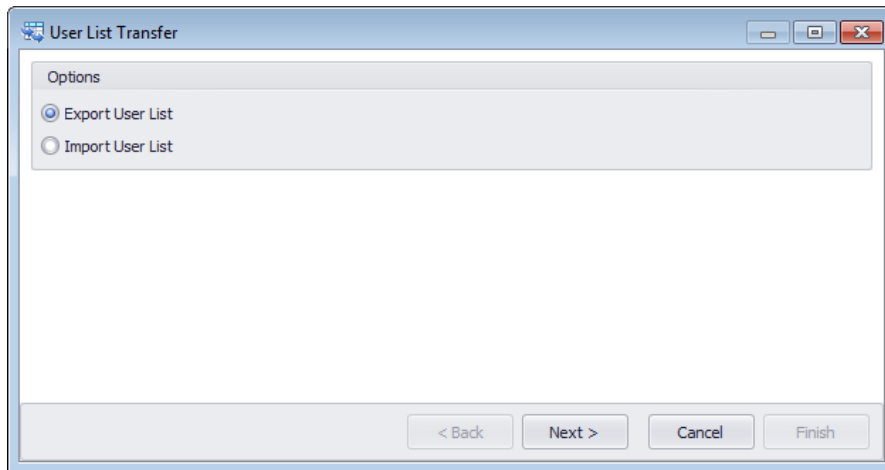 User List Transfer
Options
Export User List
Import User List
< Back Next > Cancel Finish